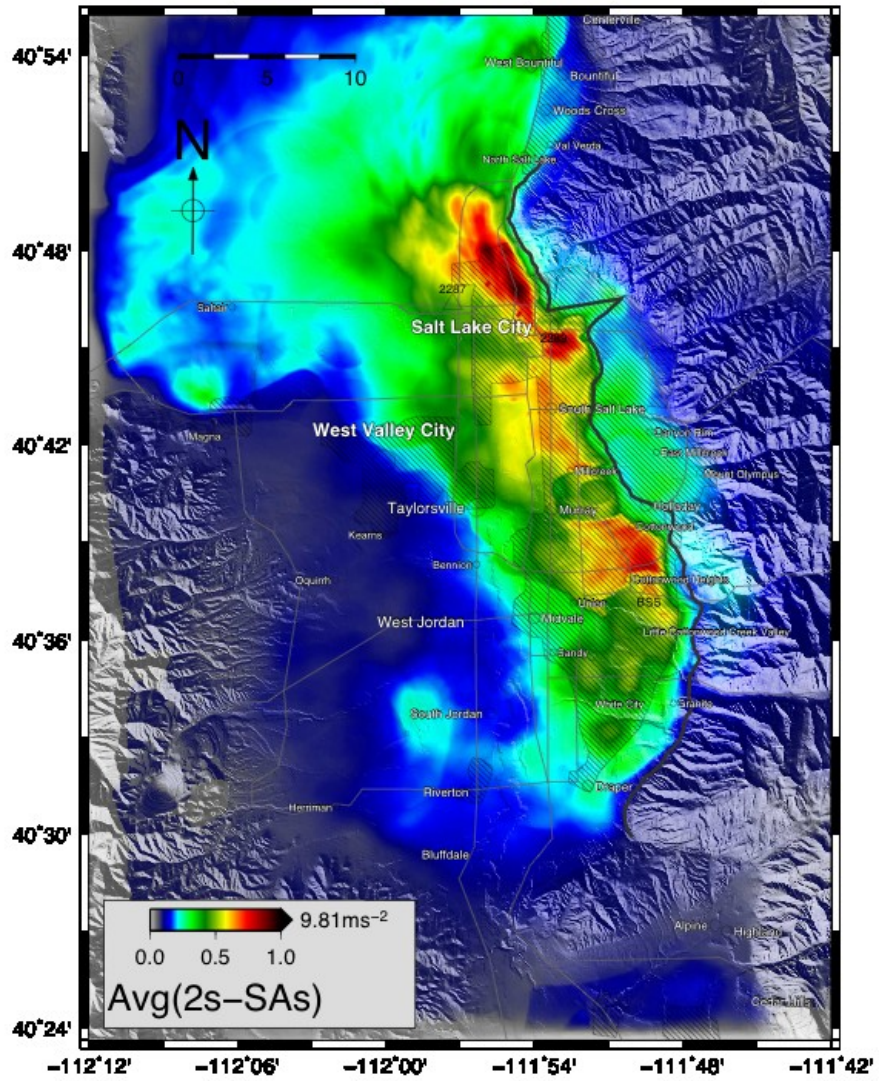 Centerville
40°54'
West Bountiful
0 5 10
Bountiful
Woods Cross
N
Val Verda
North Salt Lake
40°48'
2287
Saltair
Salt Lake City
South Salt Lake
40°42'
West Valley City
Magna
Canyon Rim
East Millcreek
Millcreek
Mount Olympus
Taylorsville
Murray
Holladay
Cottonwood
Kearns
Bennion
Oquirrh
Cottonwood Heights
Union
BSS
40°36'
West Jordan
Midvale
Little Cottonwood Creek Valley
Sandy
White City
Granite
South Jordan
Draper
Riverton
Herriman
40°30'
Bluffdale
9.81ms−2
Alpine
Highland
0.0 0.5 1.0
Avg(2s−SAs)
Cedar Hills
40°24'
−112°12' −112°06' −112°00' −111°54' −111°48' −111°42'